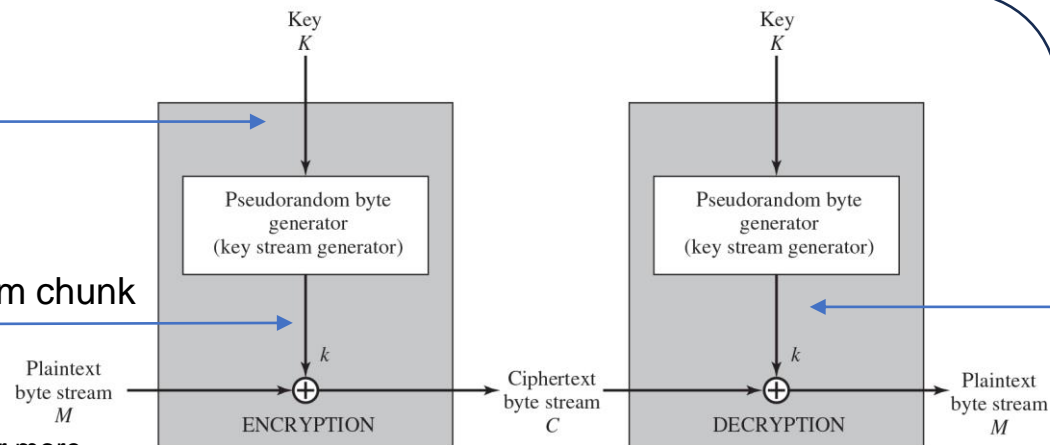 Key
K
Key
K
Pseudorandom byte
generator
(key stream generator)
Pseudorandom byte
generator
(key stream generator)
m chunk
k
k
Plaintext
byte stream
M
Ciphertext
byte stream
C
Plaintext
byte stream
M
ENCRYPTION
DECRYPTION